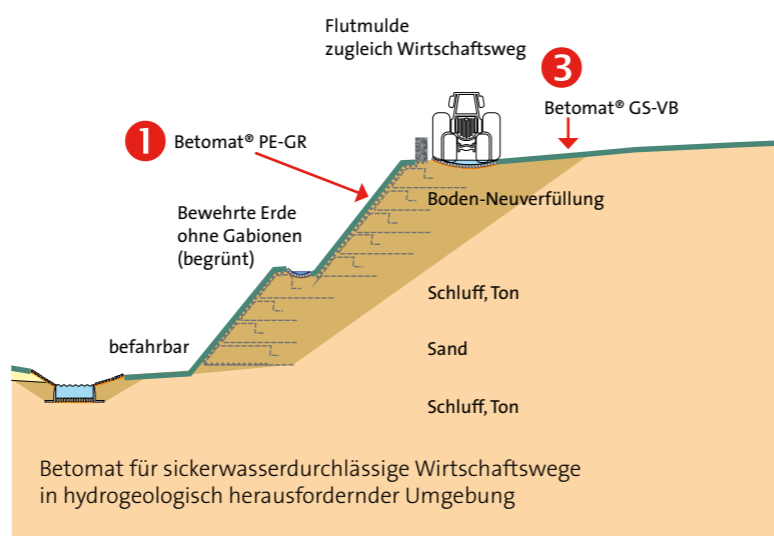 Flutmulde
zugleich Wirtschaftsweg
3
Betomat® GS-VB
1
Betomat® PE-GR
Boden-Neuverfüllung
Bewehrte Erde
ohne Gabionen
(begrünt)
Schluff, Ton
befahrbar
Sand
Schluff, Ton
Betomat für sickerwasserdurchlässige Wirtschaftswege
in hydrogeologisch herausfordernder Umgebung